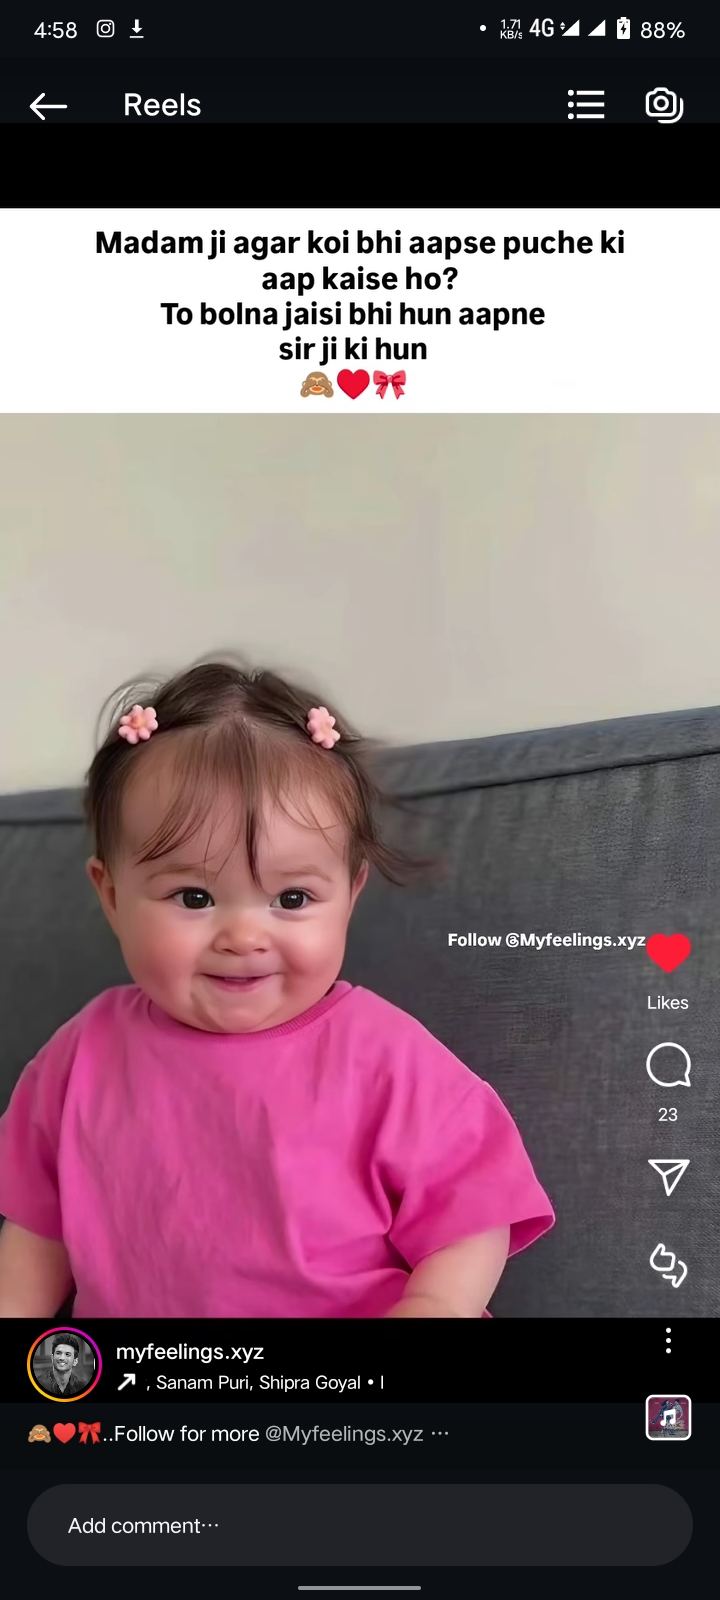 4:58
1.71 KB/s 4G 88%
Reels
Madam ji agar koi bhi aapse puche ki
aap kaise ho?
To bolna jaisi bhi hun aapne
sir ji ki hun
🙈♥️🎀
Follow @Myfeelings.xyz
Likes
23
myfeelings.xyz
, Sanam Puri, Shipra Goyal •
🙈♥️🎀..Follow for more @Myfeelings.xyz ...
Add comment...